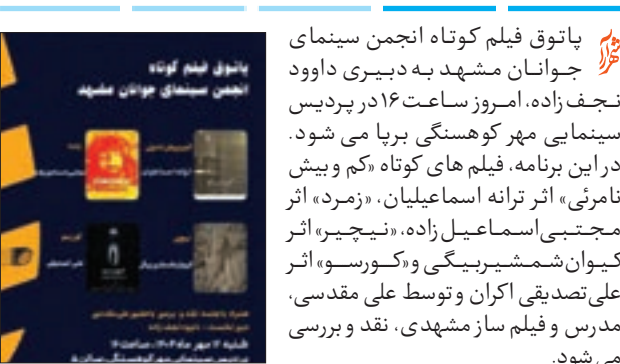 شهرآرا
پاتوق فیلم کوتاه انجمن سینمای
جوانان مشهد به دبیری داوود
نجف‌زاده، امروز ساعت ۱۶ در پردیس
سینمایی مهر کوهسنگی برپا می شود.
در این برنامه، فیلم های کوتاه «کم و بیش
نامرئی» اثر ترانه اسماعیلیان، «زمرد» اثر
مجتبی اسماعیل‌زاده، «نیچیر» اثر
کیوان شمشیربیگی و «کورسو» اثر
علی تصدیقی اکران و توسط علی مقدسی،
مدرس و فیلم ساز مشهدی، نقد و بررسی
می شود.
پاتوق فیلم کوتاه
انجمن سینمای جوانان مشهد